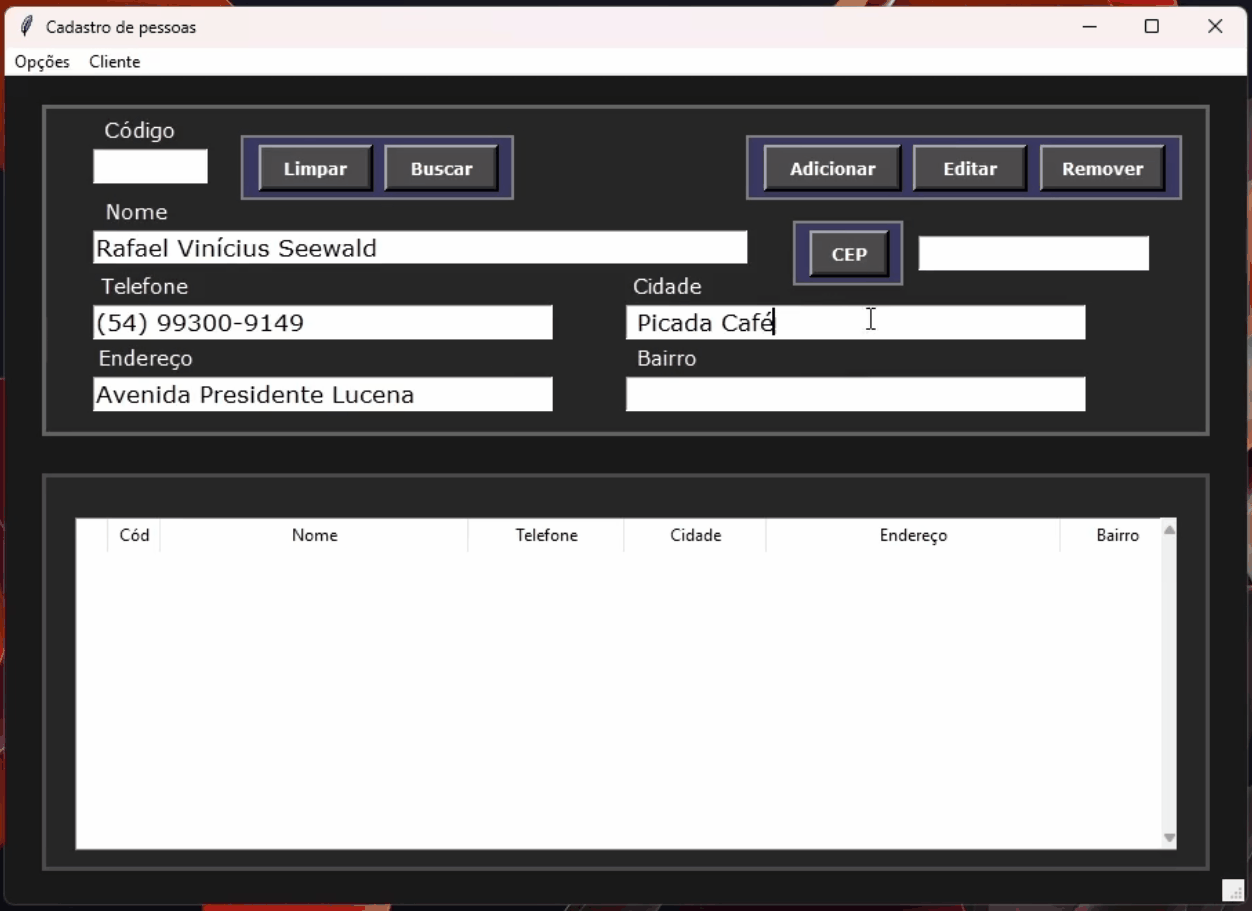 Cadastro de pessoas
Opções Cliente
Código
Limpar Buscar Adicionar Editar Remover
Nome
Rafael Vinícius Seewald CEP
Telefone Cidade
(54) 99300-9149 Picada Café
Endereço Bairro
Avenida Presidente Lucena
Cód Nome Telefone Cidade Endereço Bairro